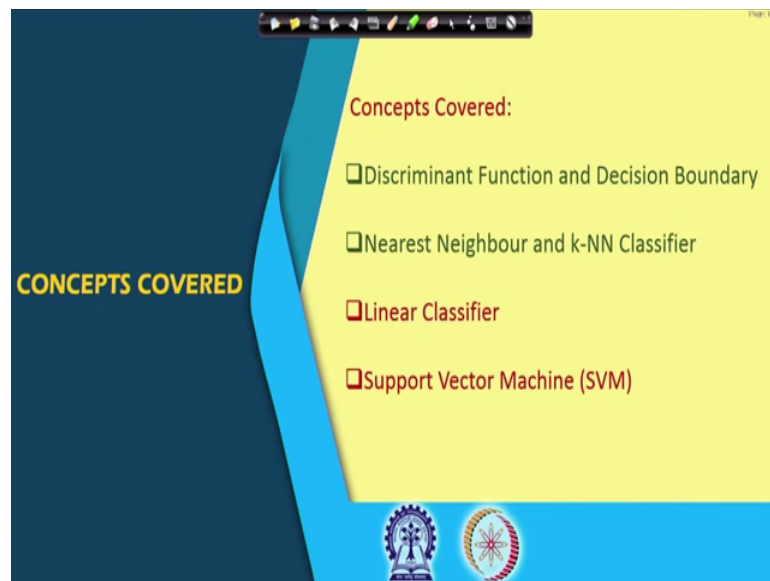 CONCEPTS COVERED
Concepts Covered:
❑Discriminant Function and Decision Boundary
❑Nearest Neighbour and k-NN Classifier
❑Linear Classifier
❑Support Vector Machine (SVM)